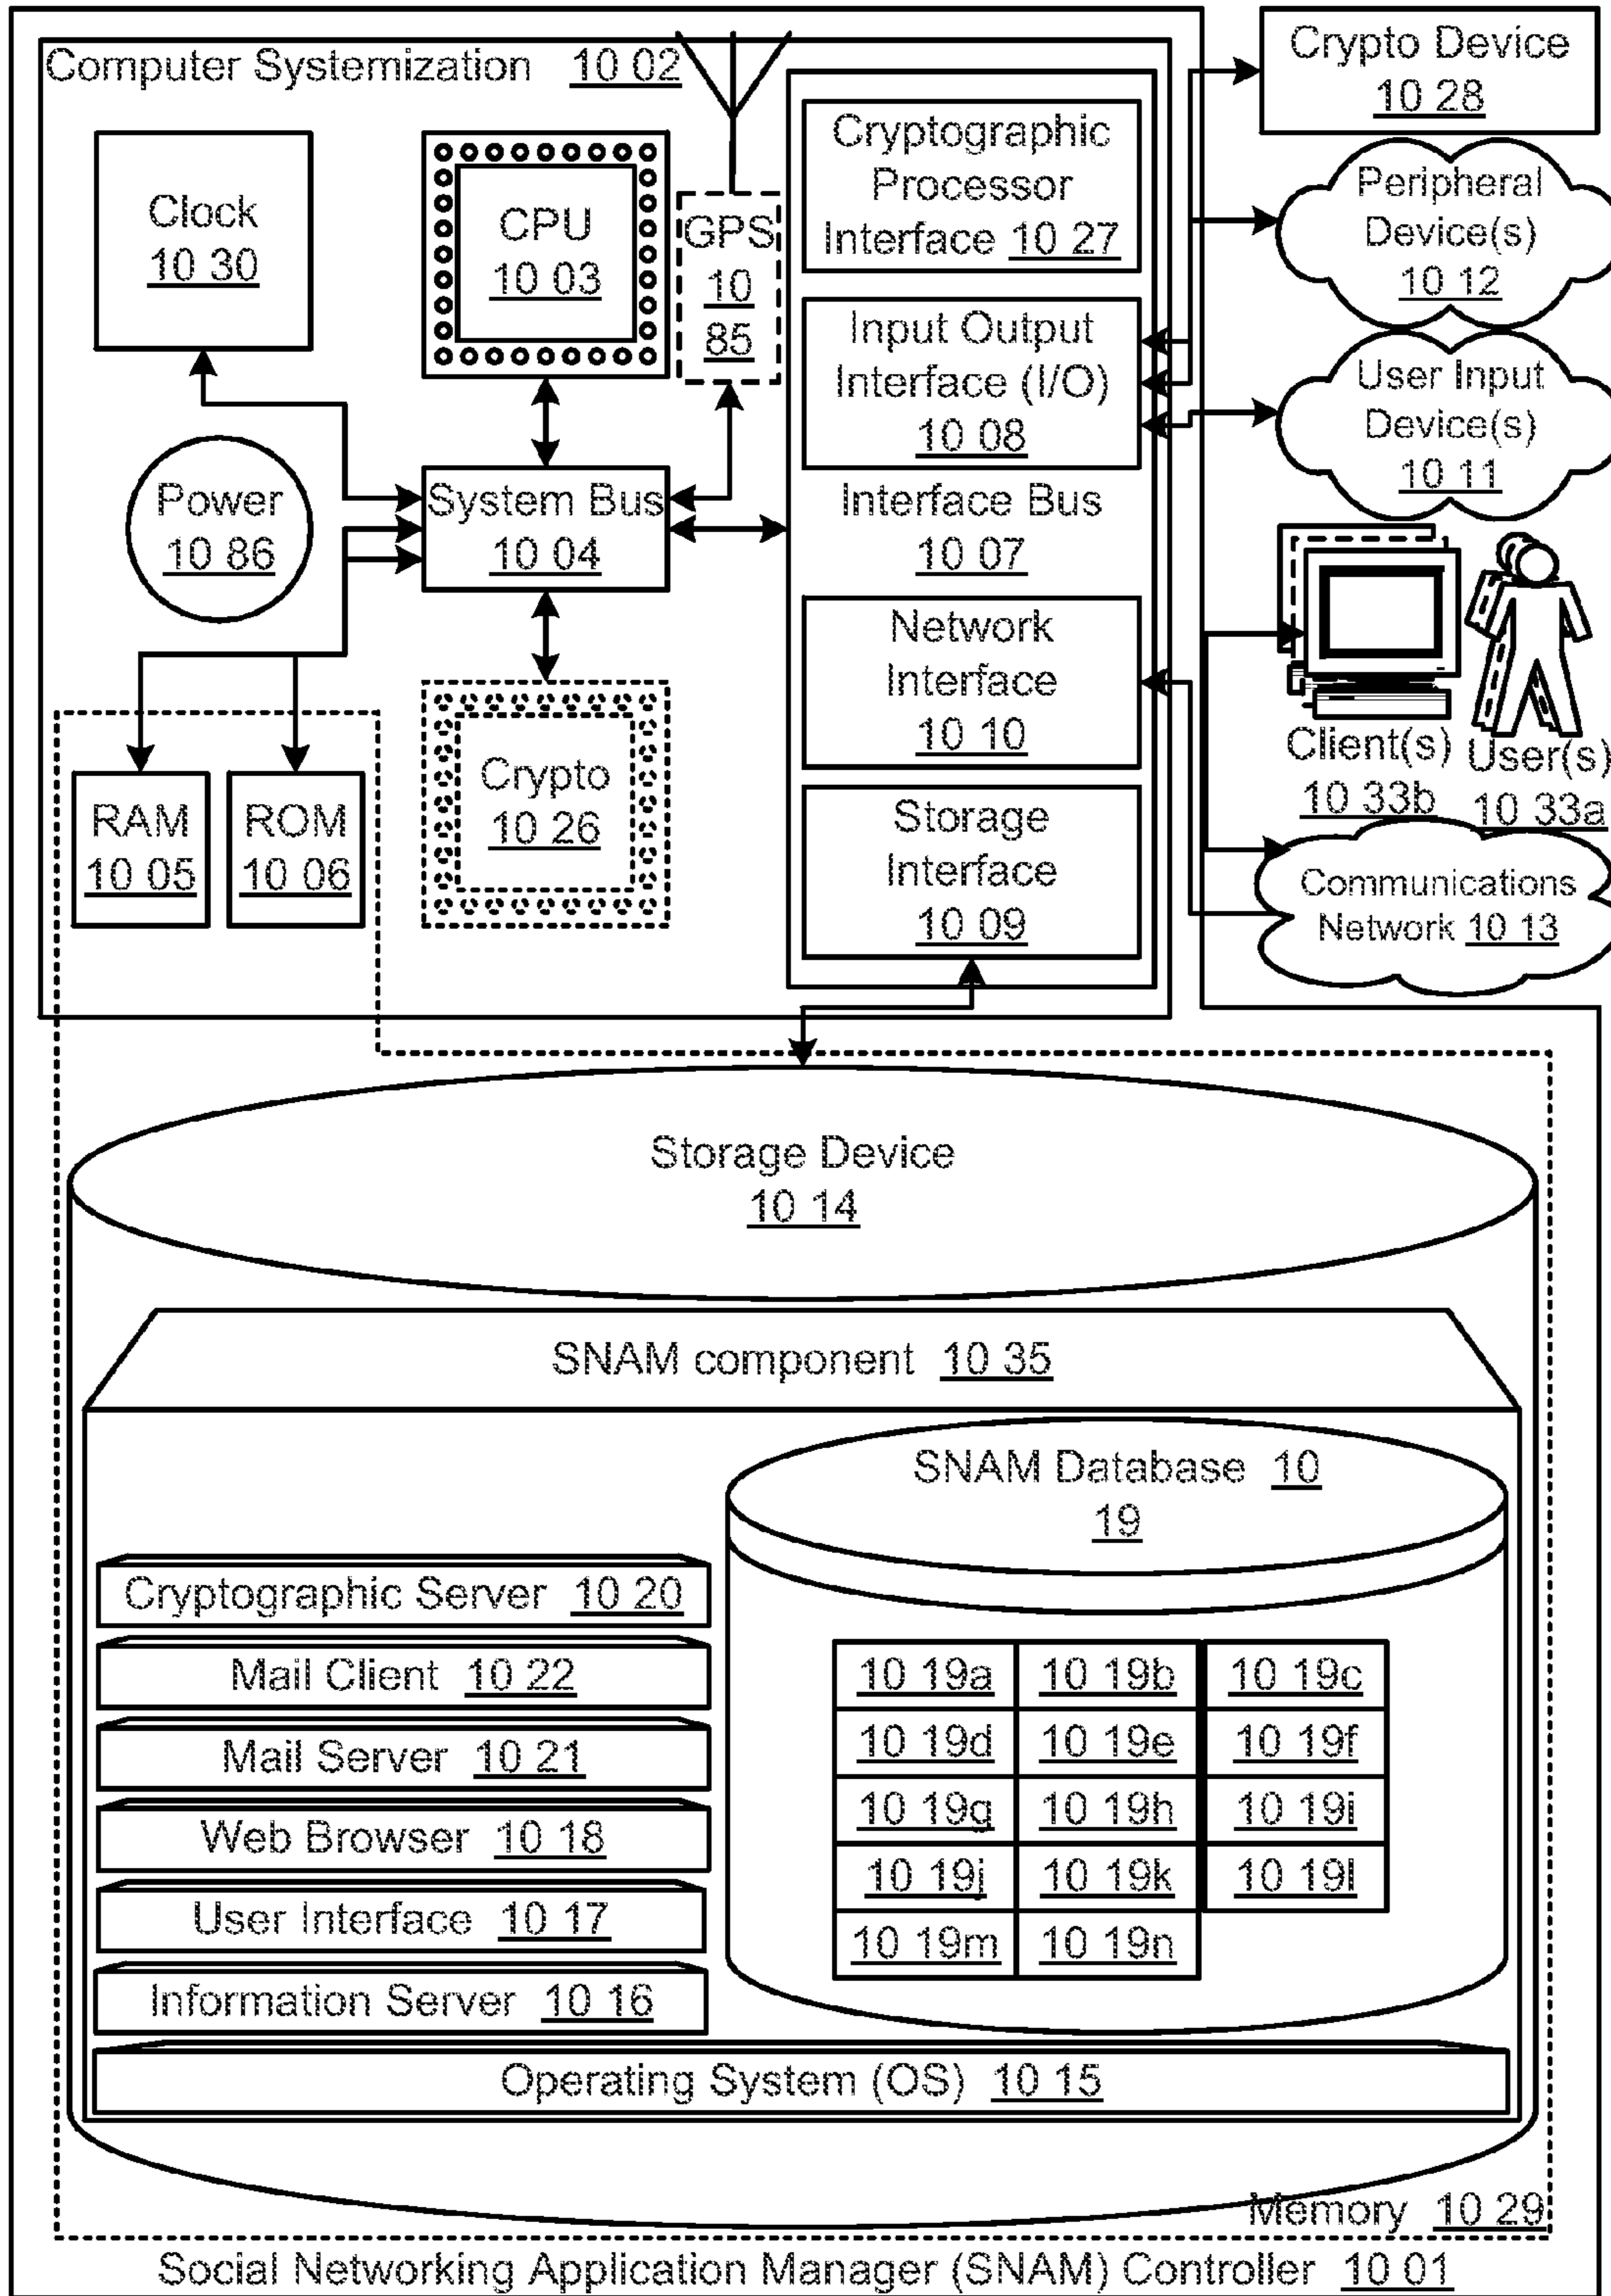 Computer Systemization 10 02
Clock
10 30
CPU
10 03
GPS
10
85
Power
10 86
System Bus
10 04
RAM
10 05
ROM
10 06
Crypto
10 26
Cryptographic
Processor
Interface 10 27
Input Output
Interface (I/O)
10 08
Interface Bus
10 07
Network
Interface
10 10
Storage
Interface
10 09
Crypto Device
10 28
Peripheral
Device(s)
10 12
User Input
Device(s)
10 11
Client(s)
10 33b
User(s)
10 33a
Communications
Network 10 13
Storage Device
10 14
SNAM component 10 35
SNAM Database 10
19
Cryptographic Server 10 20
Mail Client 10 22
Mail Server 10 21
Web Browser 10 18
User Interface 10 17
Information Server 10 16
10 19a 10 19b 10 19c
10 19d 10 19e 10 19f
10 19g 10 19h 10 19i
10 19j 10 19k 10 19l
10 19m 10 19n
Operating System (OS) 10 15
Memory 10 29
Social Networking Application Manager (SNAM) Controller 10 01